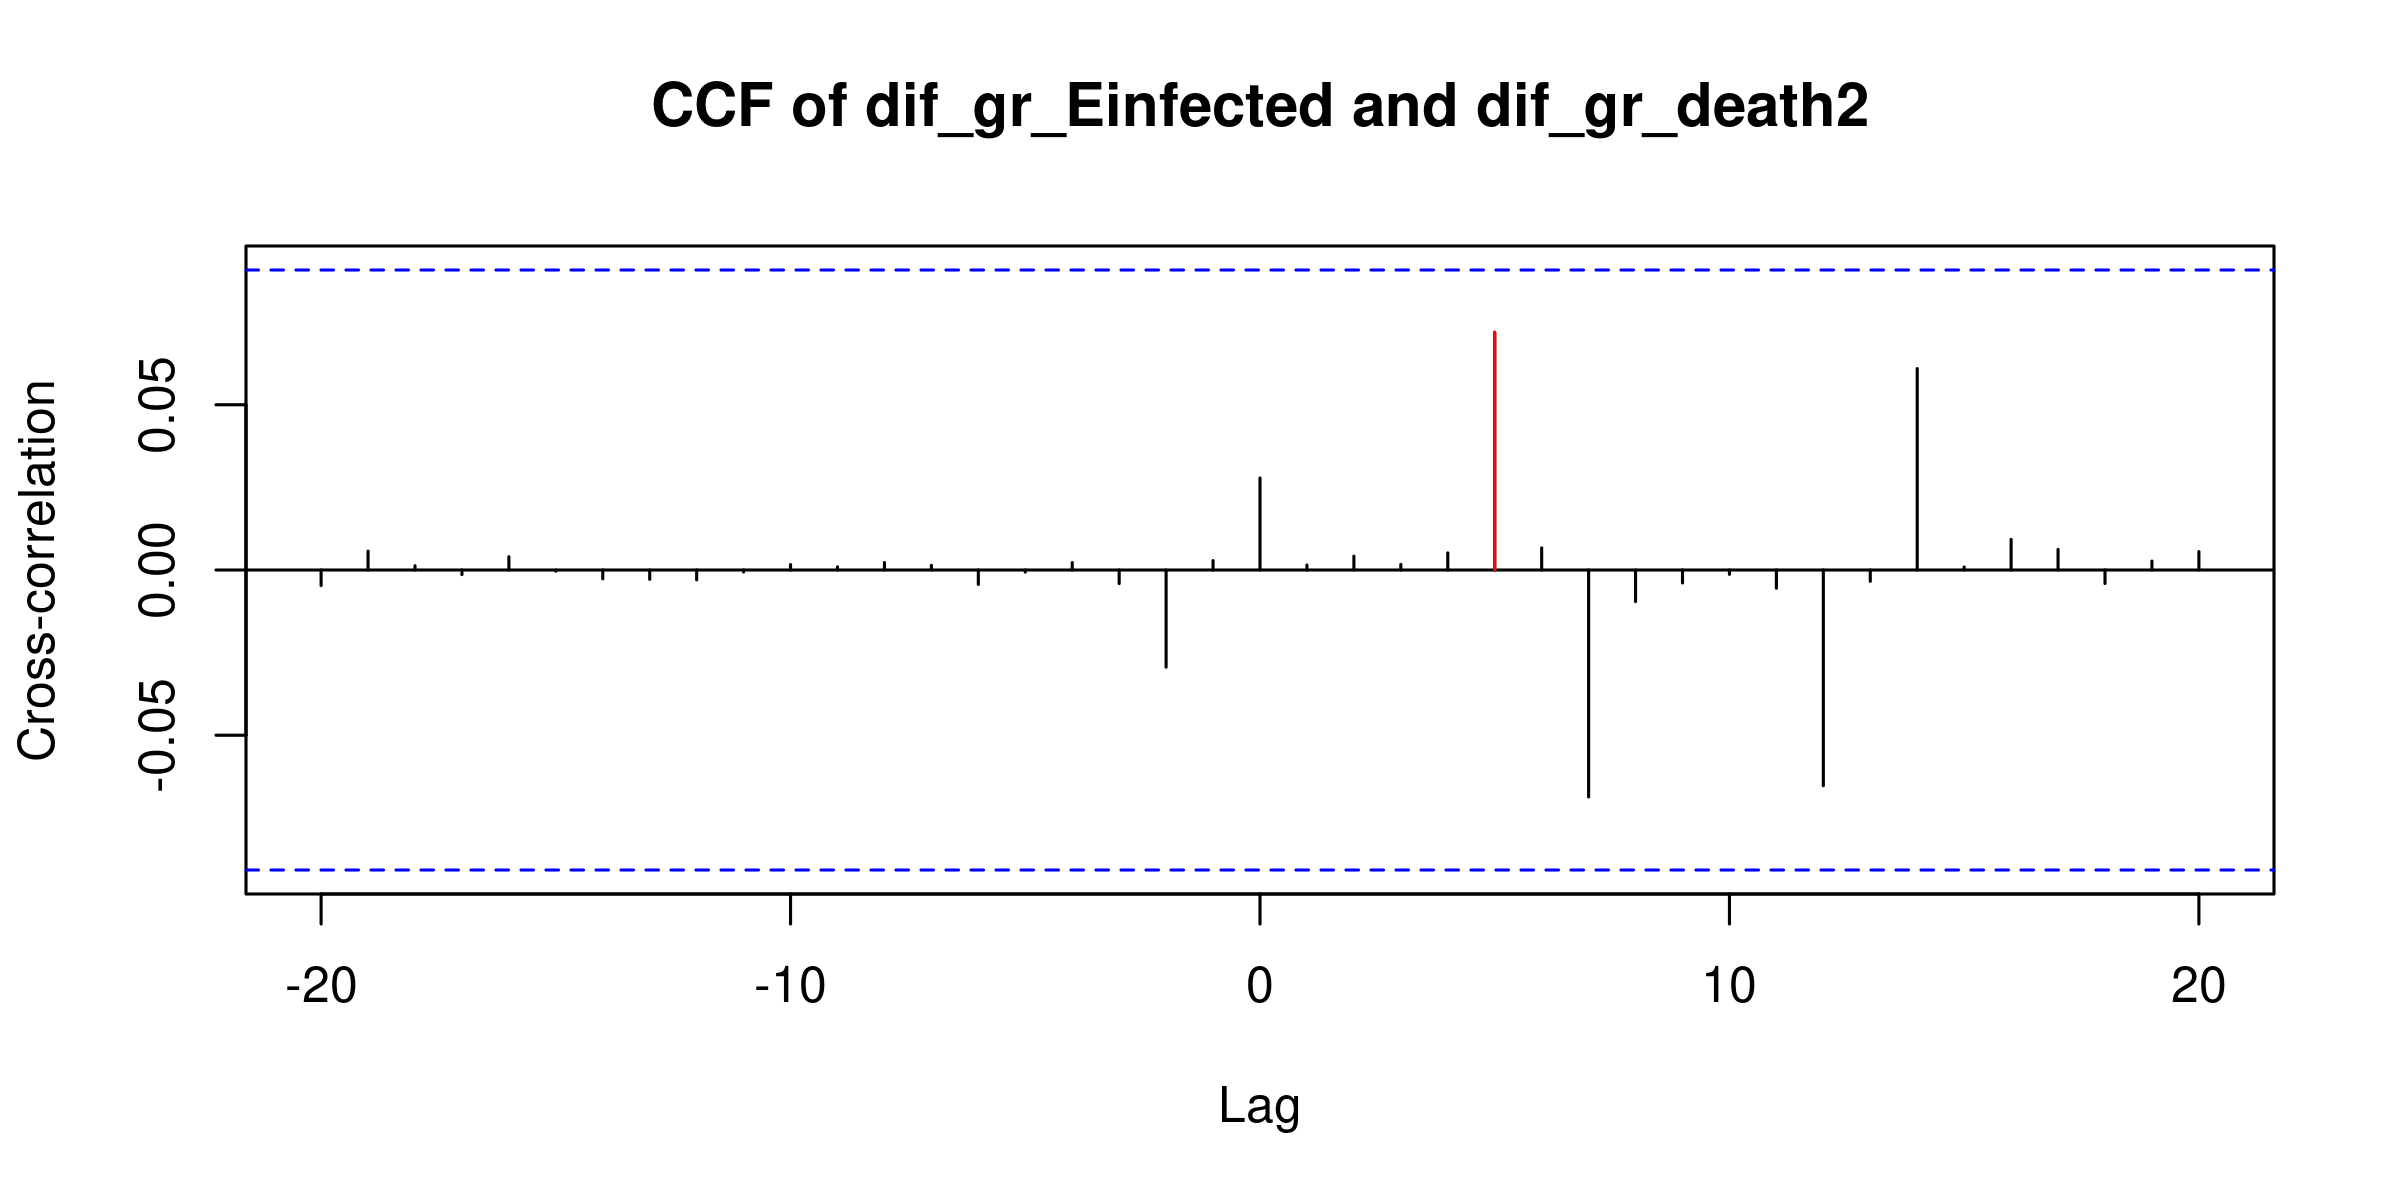 CCF of dif_gr_Einfected and dif_gr_death2
Cross-correlation
0.05
0.00
-0.05
-20 -10 0 10 20
Lag